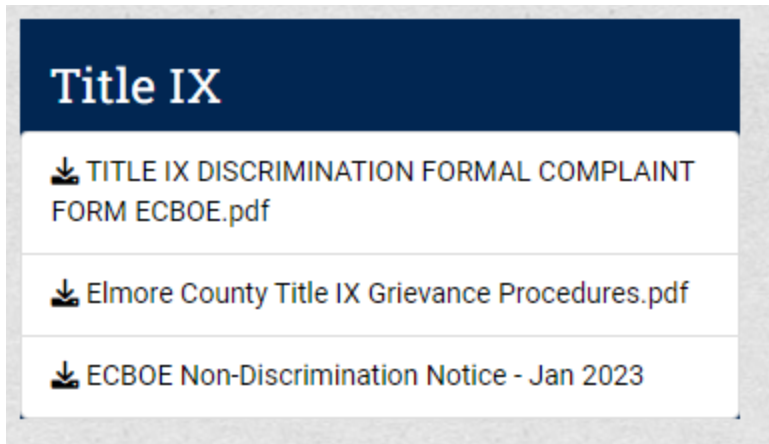 Title IX
TITLE IX DISCRIMINATION FORMAL COMPLAINT
FORM ECBOE.pdf
Elmore County Title IX Grievance Procedures.pdf
ECBOE Non-Discrimination Notice - Jan 2023